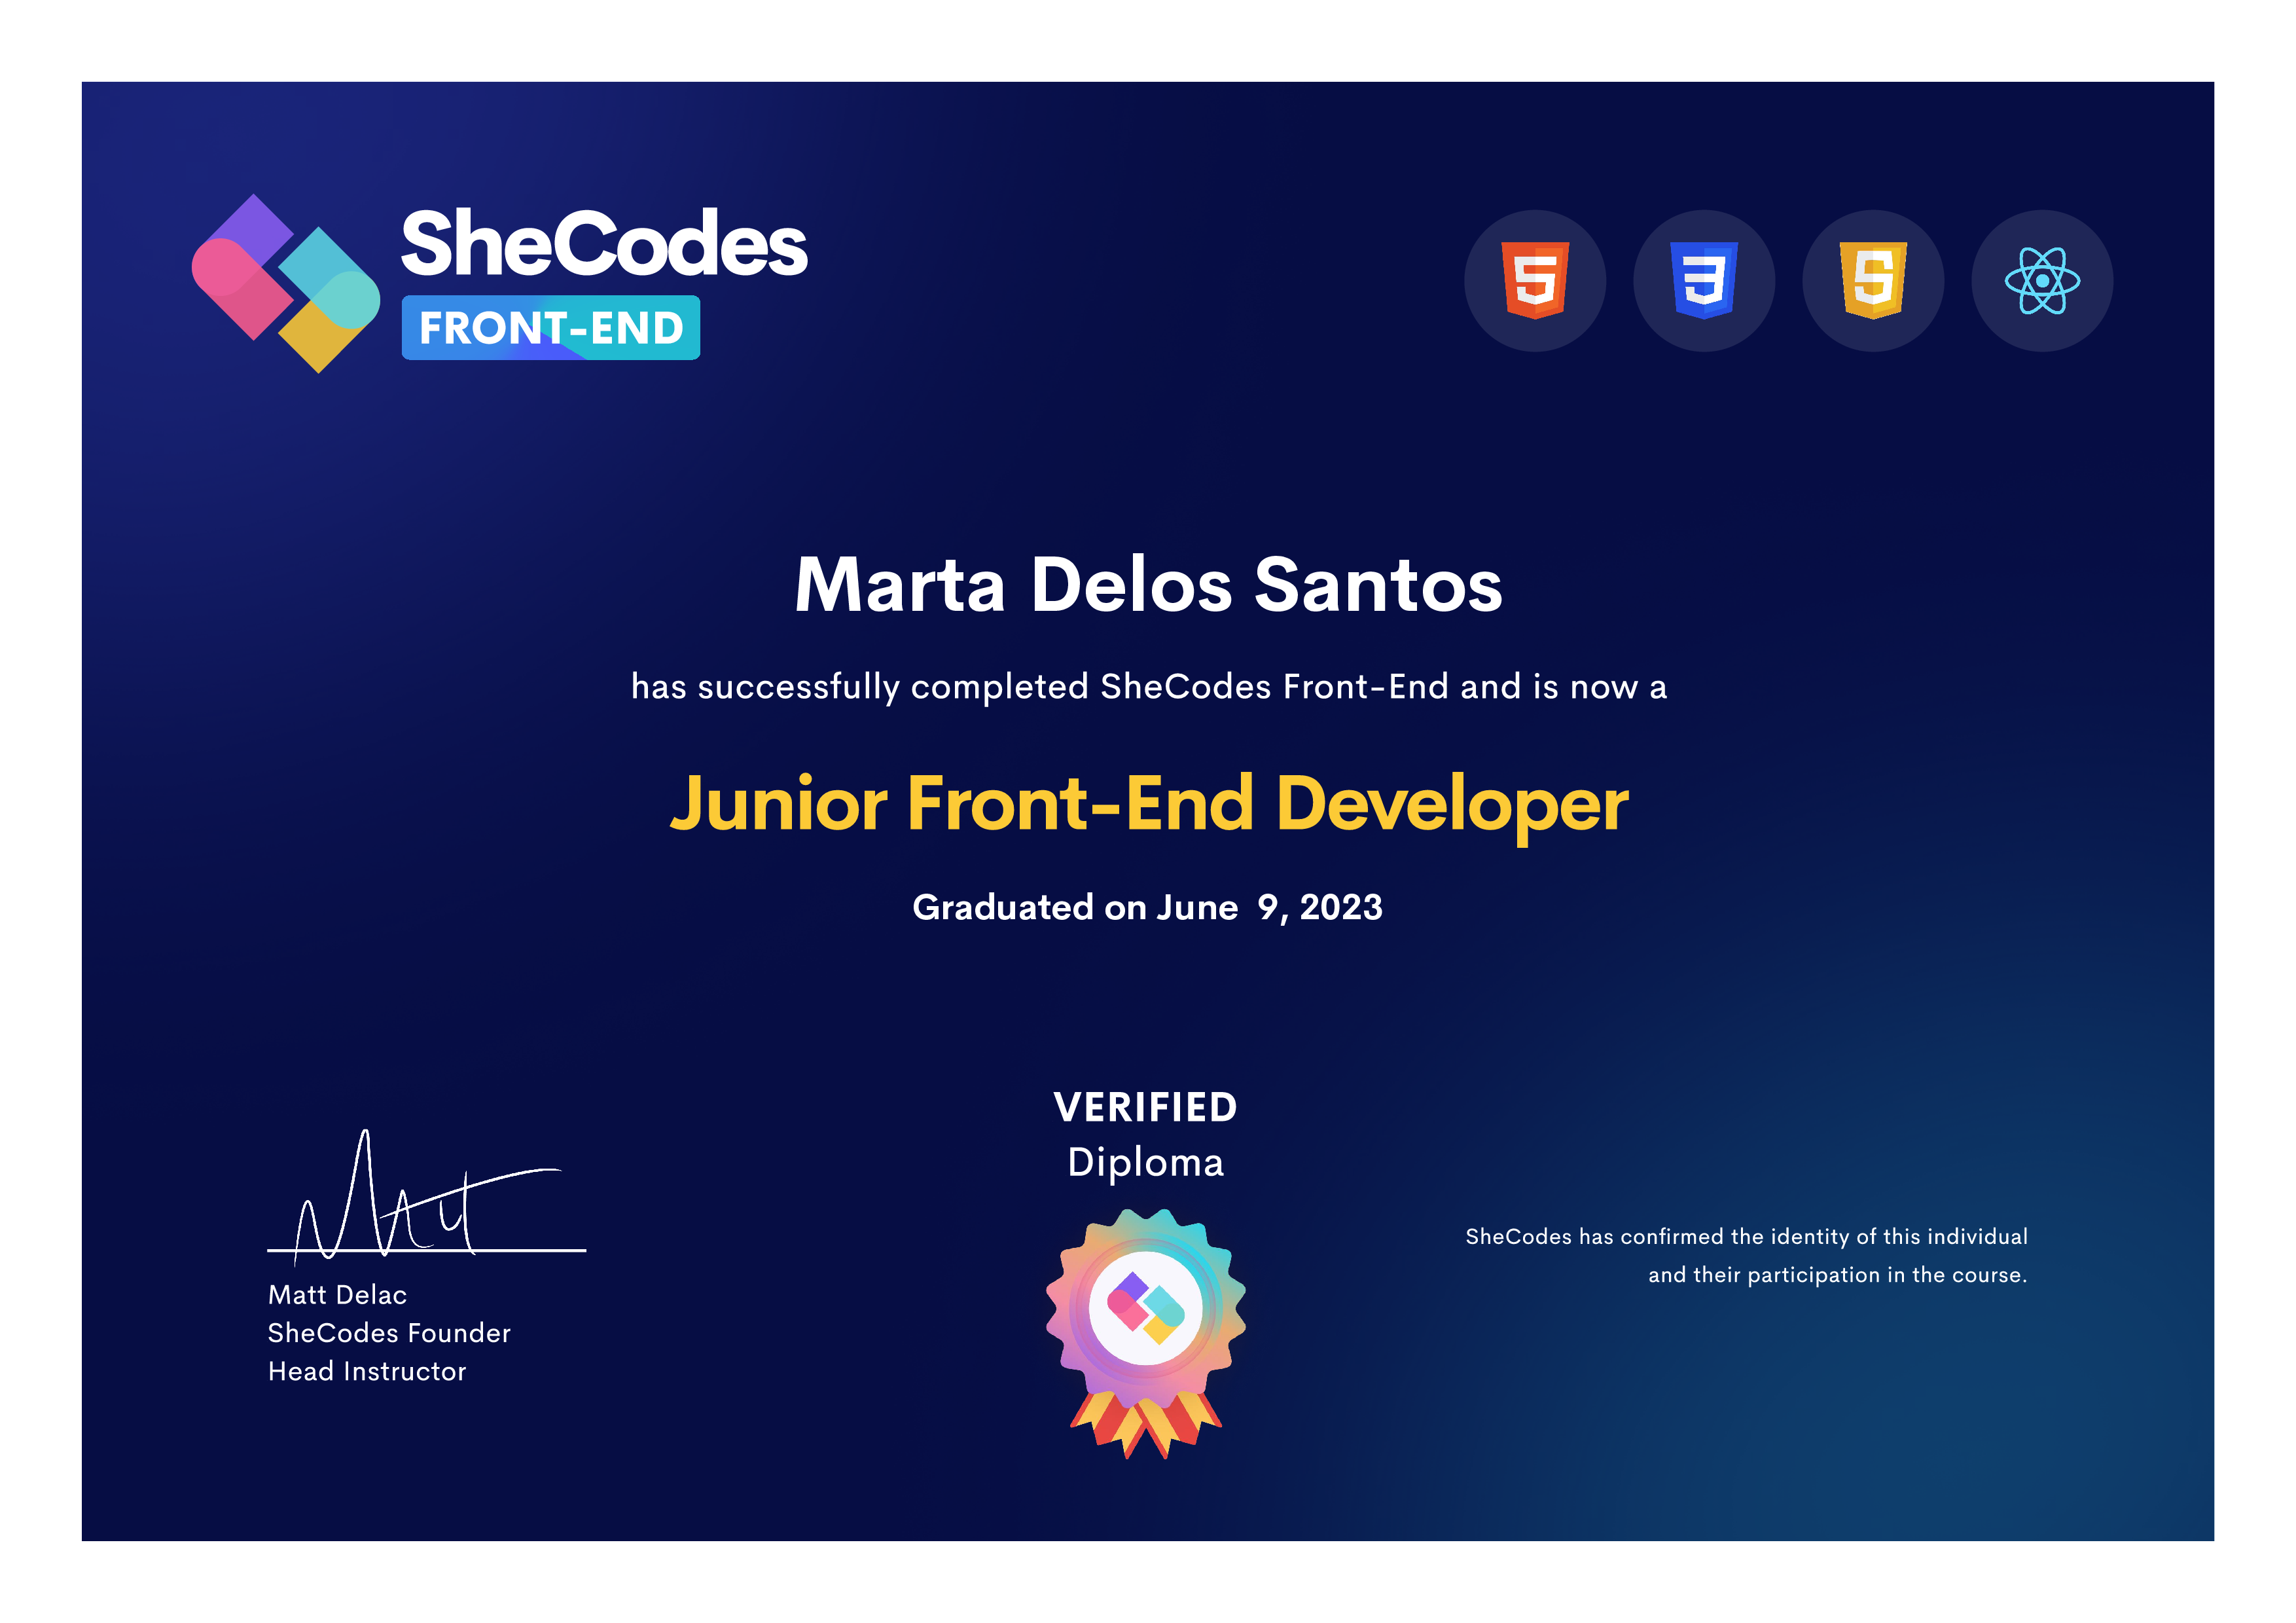 SheCodes
FRONT-END
Marta Delos Santos
has successfully completed SheCodes Front-End and is now a
Junior Front-End Developer
Graduated on June  9, 2023
VERIFIED
Diploma
Matt
Matt Delac
SheCodes Founder
Head Instructor
SheCodes has confirmed the identity of this individual
and their participation in the course.